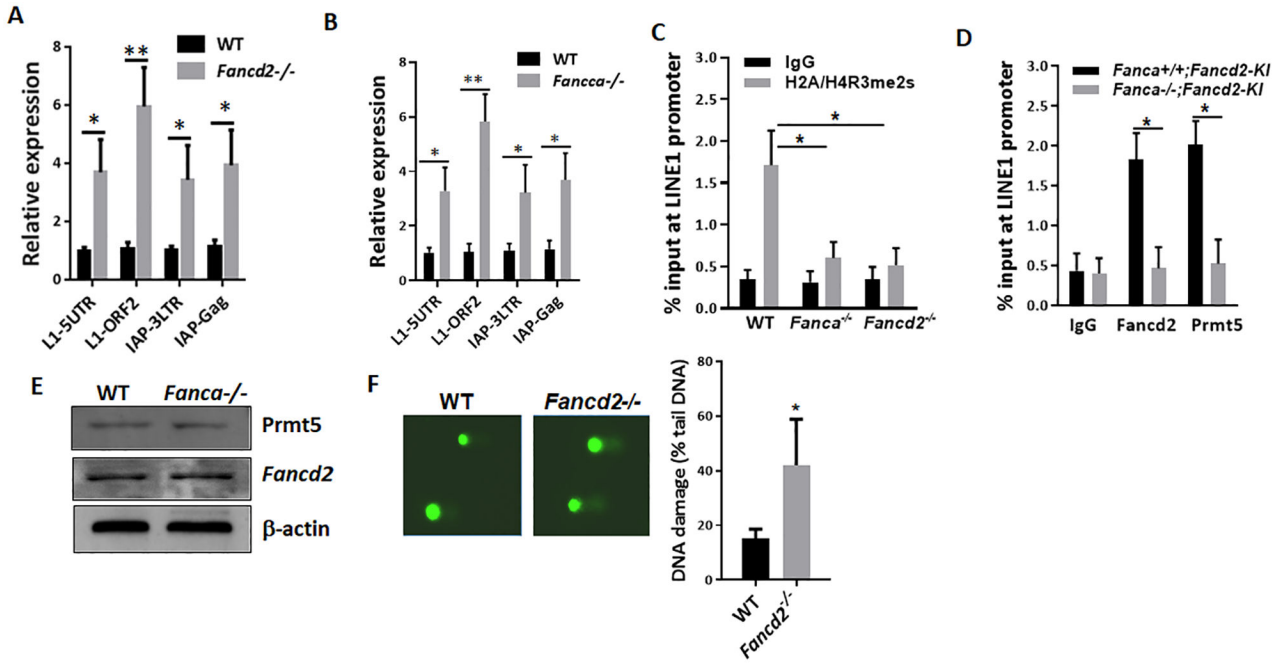 A
WT
Fancd2-/-
Relative expression
8
6
4
2
0
*
**
*
*
L1-5UTR
L1-ORF2
IAP-3LTR
IAP-Gag
B
WT
Fancca-/-
Relative expression
8
6
4
2
0
*
**
*
*
L1-5UTR
L1-ORF2
IAP-3LTR
IAP-Gag
C
IgG
H2A/H4R3me2s
% input at LINE1 promoter
3.0
2.5
2.0
1.5
1.0
0.5
0.0
*
*
WT
Fanca-/-
Fancd2-/-
D
Fanca+/+;Fancd2-KI
Fanca-/-;Fancd2-KI
% input at LINE1 promoter
3.0
2.5
2.0
1.5
1.0
0.5
0.0
*
*
IgG
Fancd2
Prmt5
E
WT
Fanca-/-
Prmt5
Fancd2
β-actin
F
WT
Fancd2-/-
DNA damage (% tail DNA)
80
60
40
20
0
*
WT
Fancd2-/-